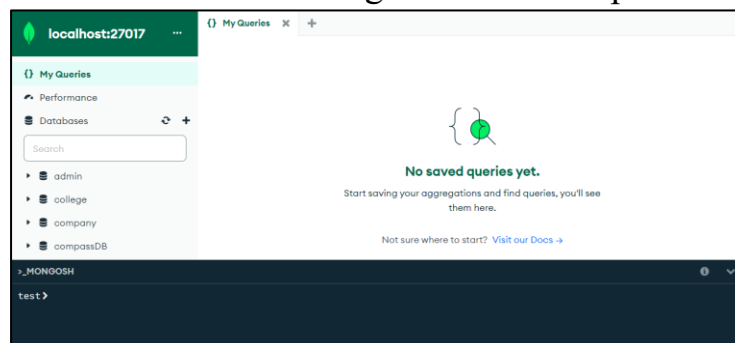 localhost:27017 ...
{} My Queries
Performance
Databases
Search
admin
college
company
compassDB
{} My Queries × +
No saved queries yet.
Start saving your aggregations and find queries, you'll see
them here.
Not sure where to start? Visit our Docs →
>_MONGOSH
test>